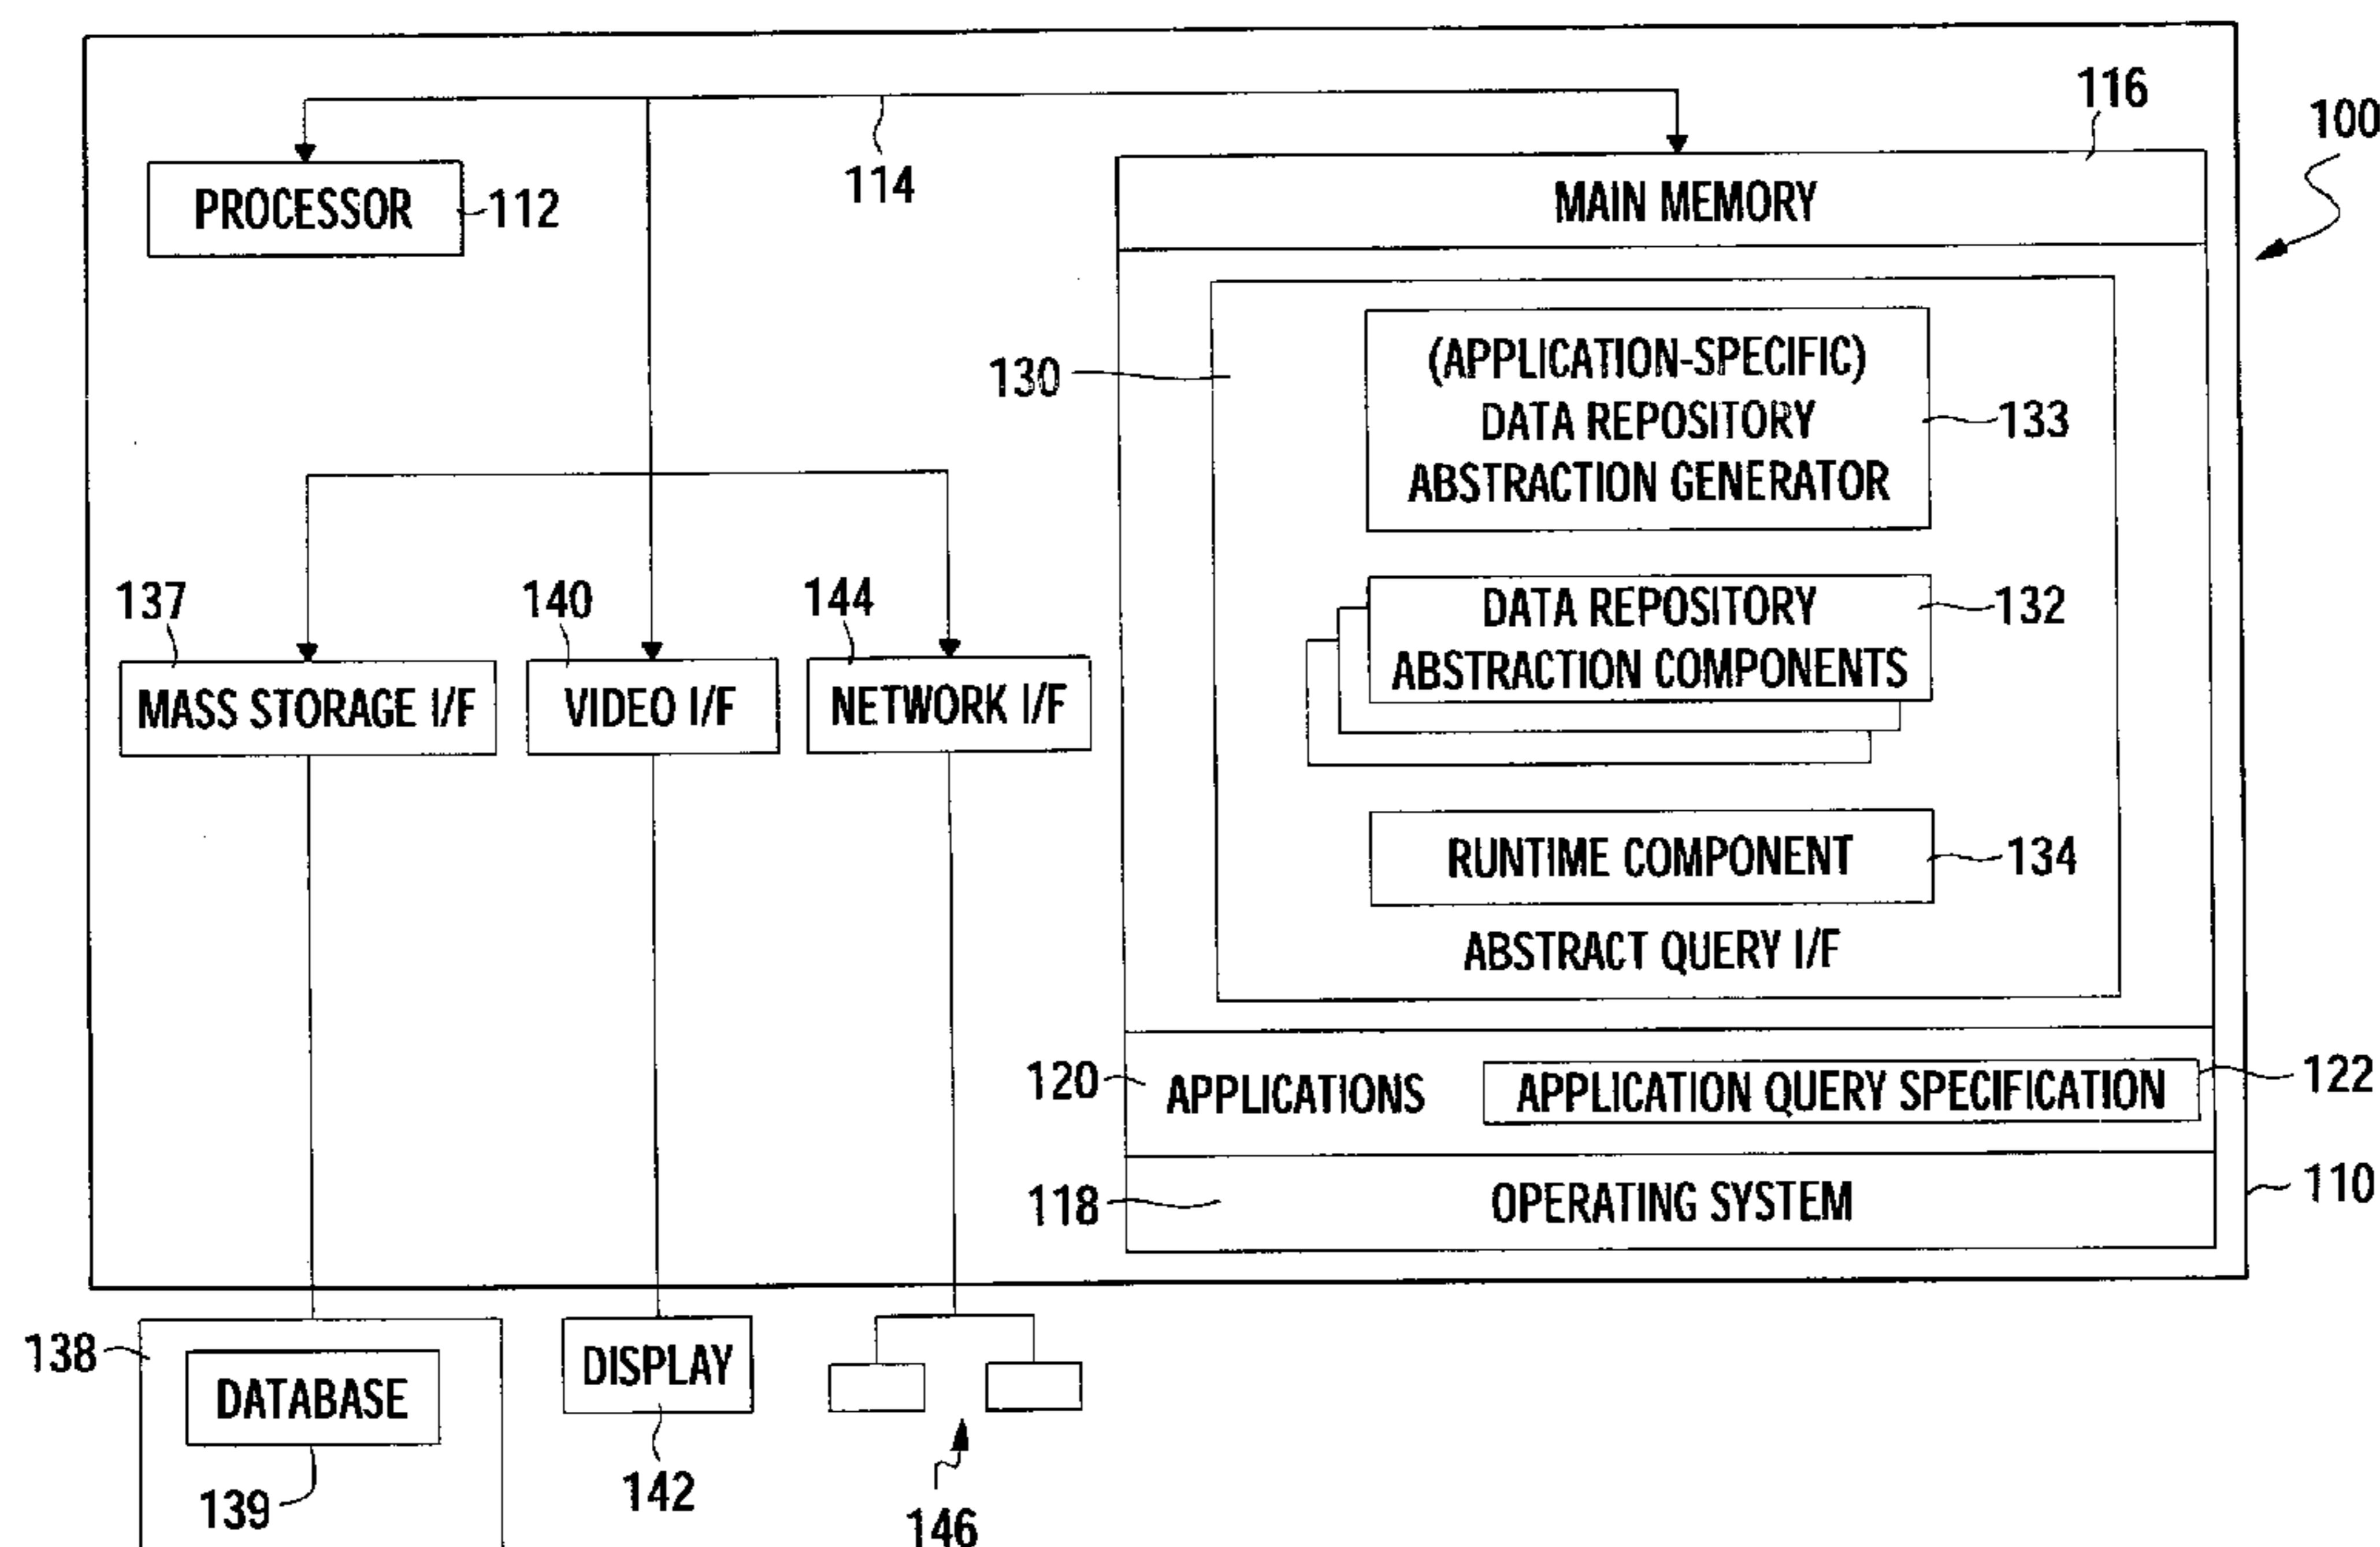 116
100
114
PROCESSOR
112
MAIN MEMORY
130
(APPLICATION-SPECIFIC)
DATA REPOSITORY
ABSTRACTION GENERATOR
133
137
140
144
DATA REPOSITORY
ABSTRACTION COMPONENTS
132
MASS STORAGE I/F
VIDEO I/F
NETWORK I/F
RUNTIME COMPONENT
134
ABSTRACT QUERY I/F
120
APPLICATIONS
APPLICATION QUERY SPECIFICATION
122
118
OPERATING SYSTEM
110
138
DATABASE
DISPLAY
139
142
146